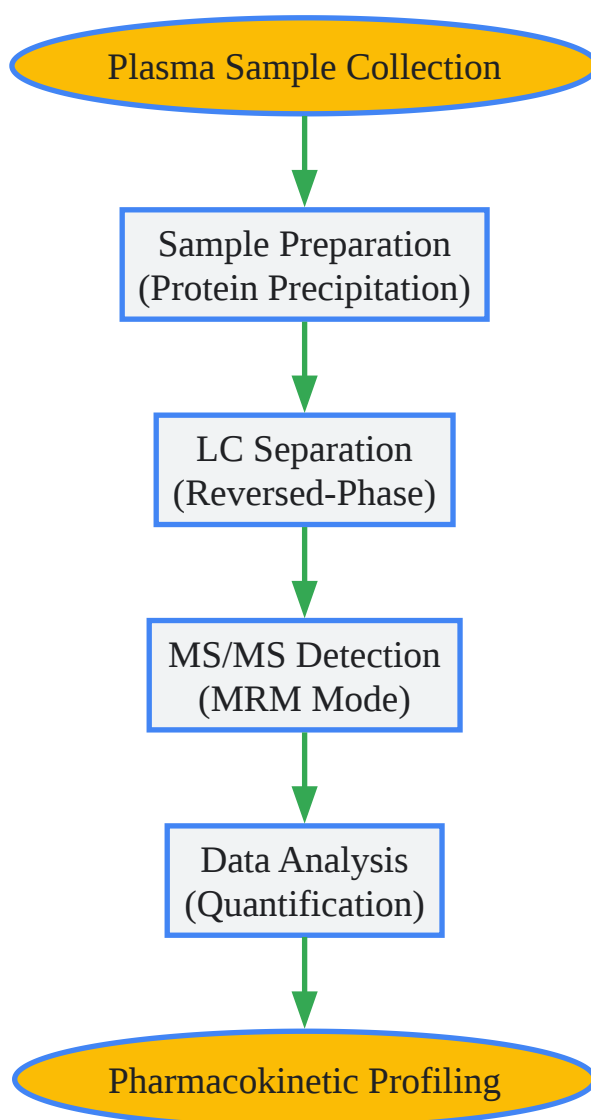 Plasma Sample Collection
Sample Preparation
(Protein Precipitation)
LC Separation
(Reversed-Phase)
MS/MS Detection
(MRM Mode)
Data Analysis
(Quantification)
Pharmacokinetic Profiling